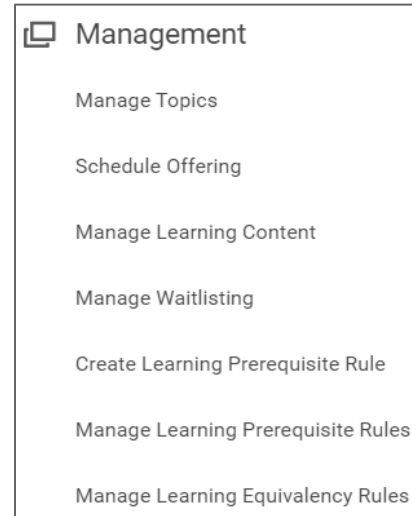 Management
Manage Topics
Schedule Offering
Manage Learning Content
Manage Waitlisting
Create Learning Prerequisite Rule
Manage Learning Prerequisite Rules
Manage Learning Equivalency Rules